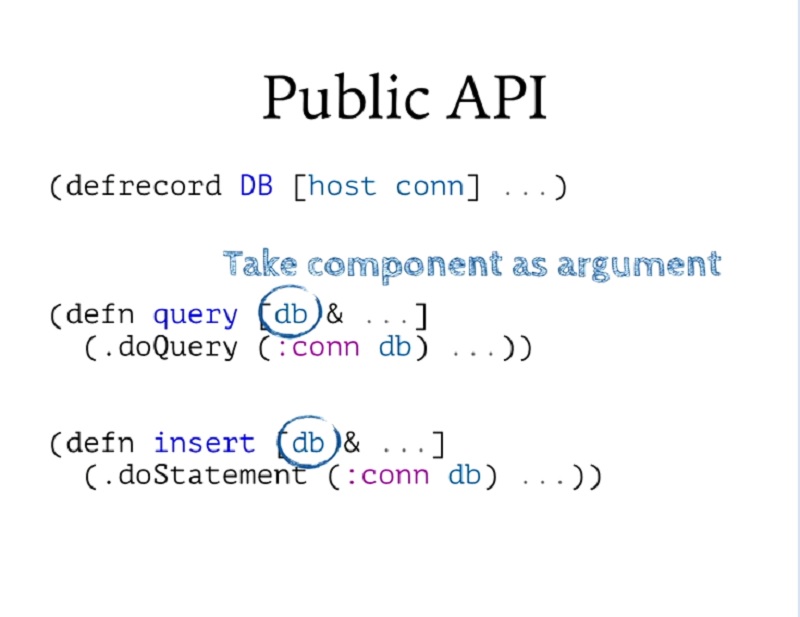 Public API
(defrecord DB [host conn] ...)
Take component as argument
(defn query [db & ...]
(.doQuery (:conn db) ...))
(defn insert [db & ...]
(.doStatement (:conn db) ...))